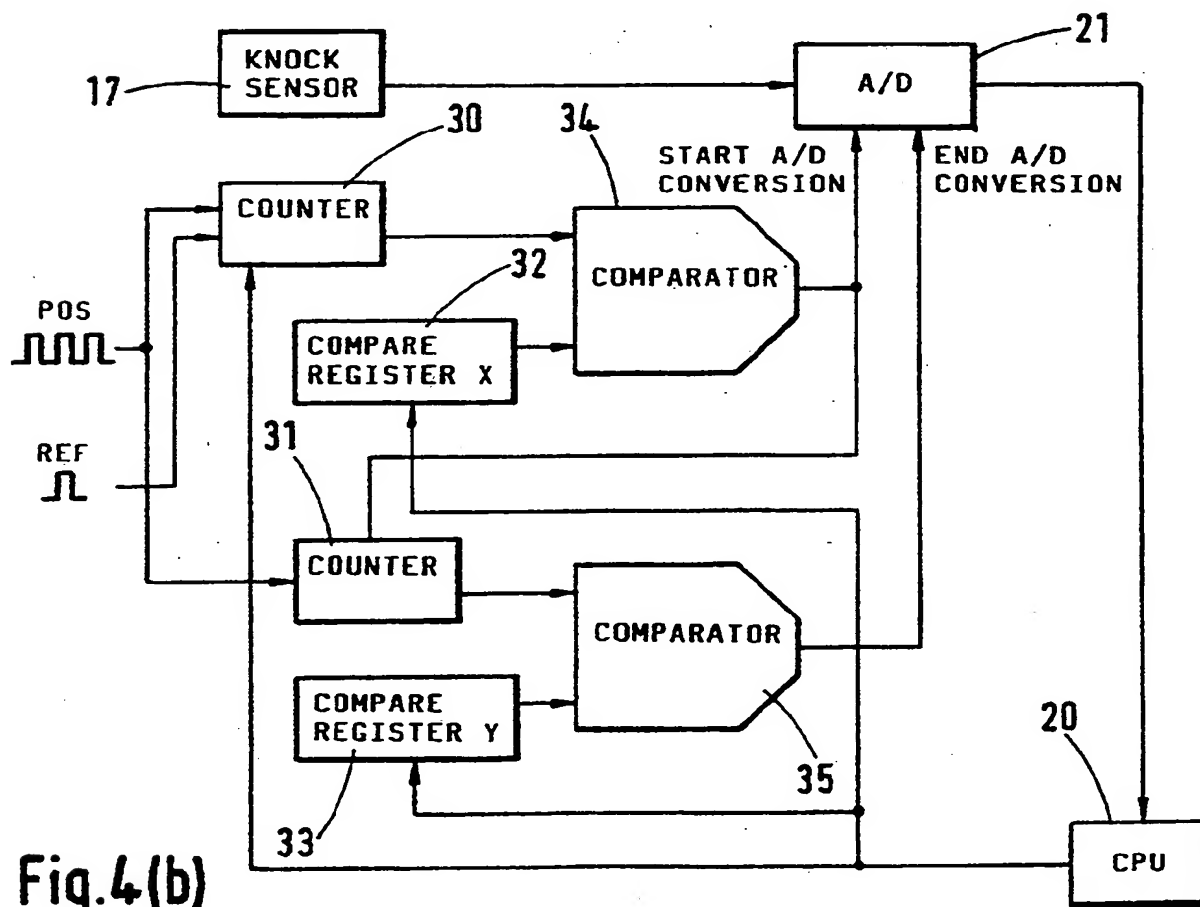 KNOCK
SENSOR
17
A/D
21
30
34
START A/D
CONVERSION
END A/D
CONVERSION
COUNTER
COMPARATOR
32
POS
COMPARE
REGISTER X
REF
31
COUNTER
COMPARATOR
COMPARE
REGISTER Y
33
35
20
CPU
Fig.4(b)